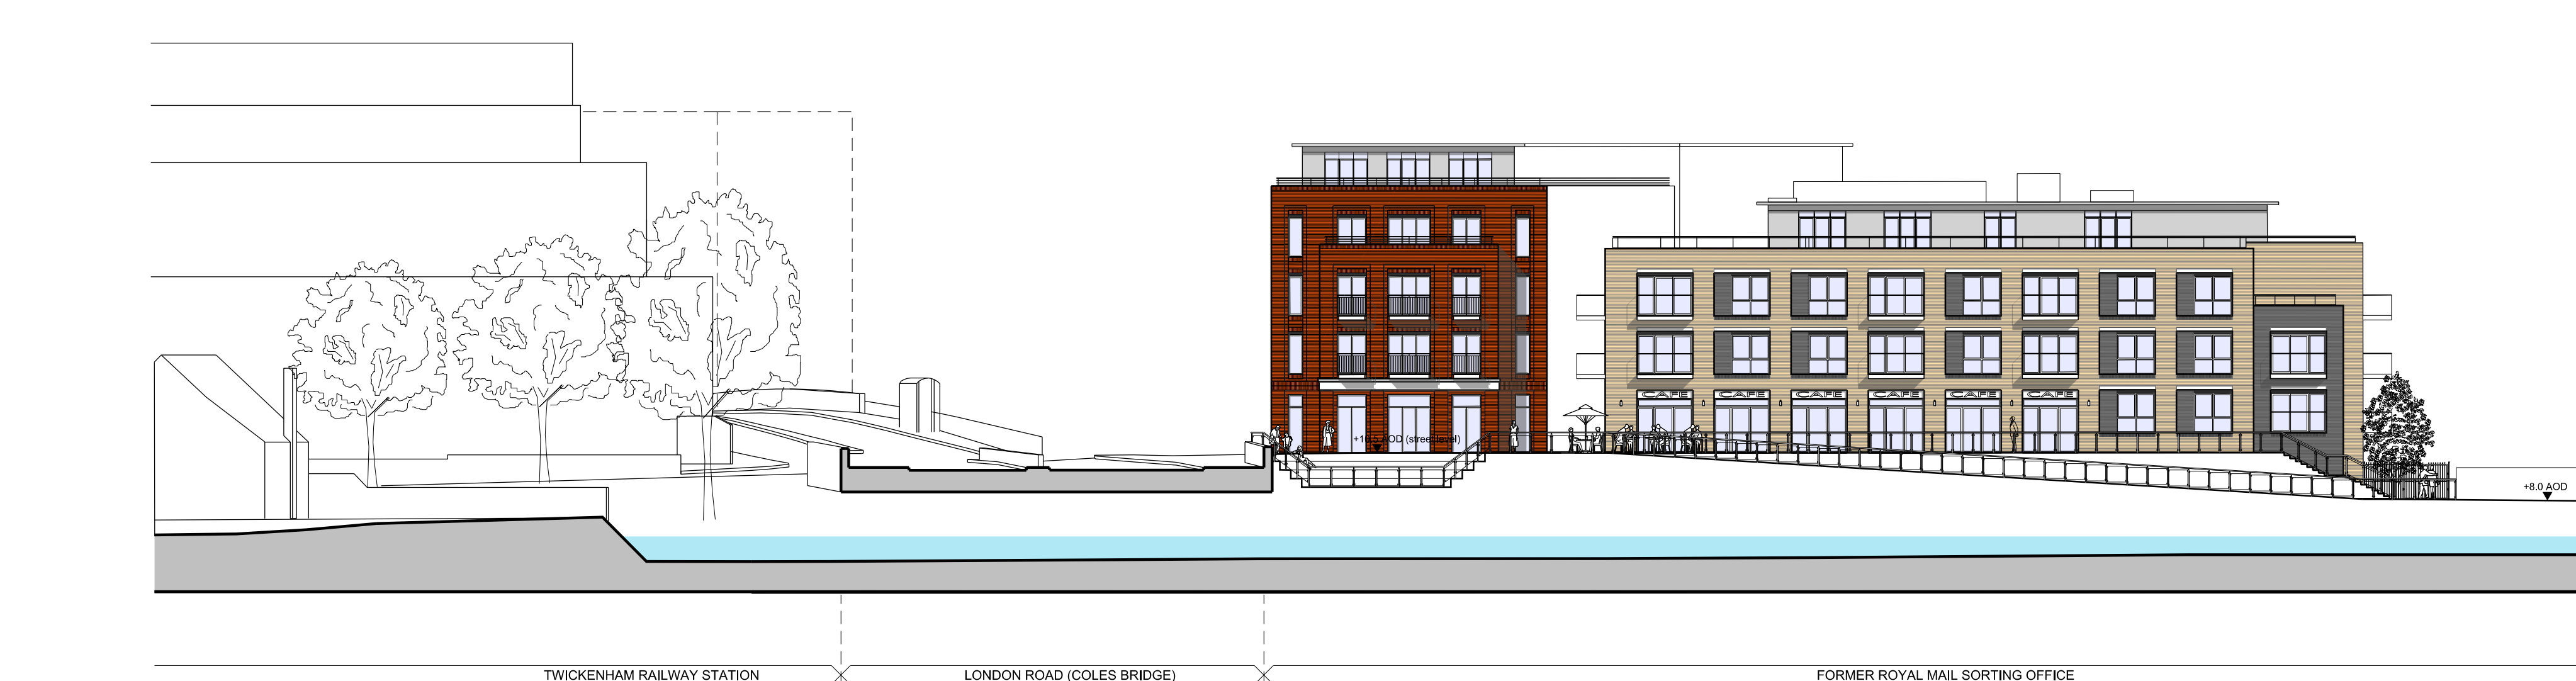 CAFE CAFE CAFE CAFE CAFE CAFE
+10.5 AOD (street level)
+8.0 AOD
TWICKENHAM RAILWAY STATION
LONDON ROAD (COLES BRIDGE)
FORMER ROYAL MAIL SORTING OFFICE